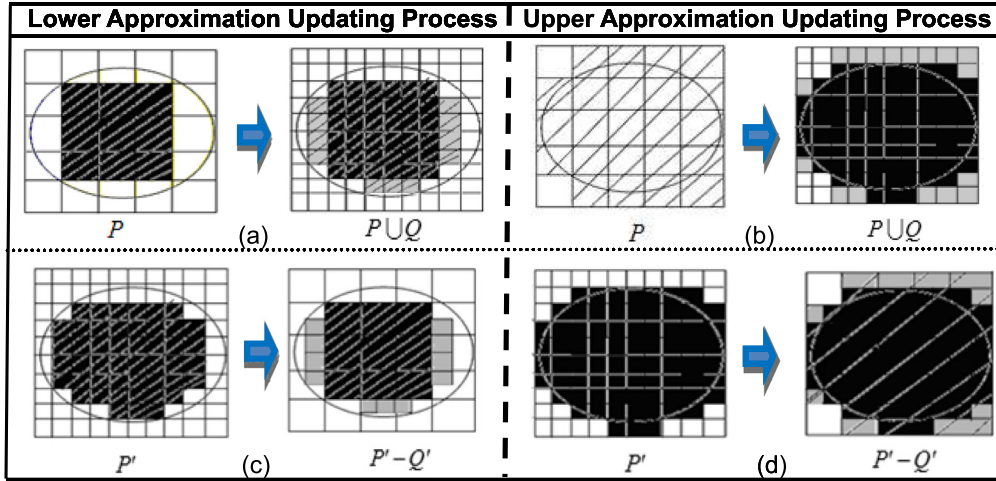 Lower Approximation Updating Process
Upper Approximation Updating Process
P
(a)
P∪Q
P
(b)
P∪Q
P'
(c)
P'−Q'
P'
(d)
P'−Q'